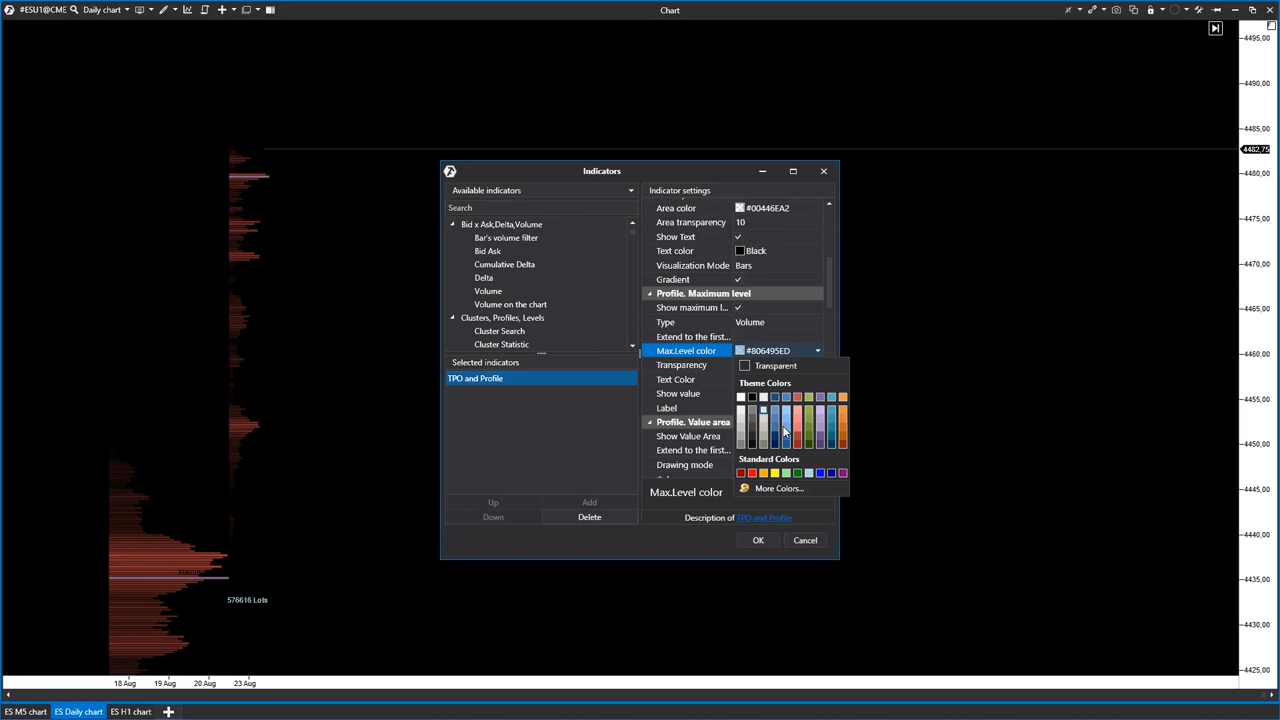 #ESU1@CME Daily chart Chart
4495,00
4490,00
4485,00
4482,75
4480,00
4475,00
4470,00
4465,00
4460,00
4455,00
4450,00
4445,00
4440,00
4435,00
4430,00
4425,00
Indicators
Available indicators
Search
Bid x Ask,Delta,Volume
Bar's volume filter
Bid Ask
Cumulative Delta
Delta
Volume
Volume on the chart
Clusters, Profiles, Levels
Cluster Search
Cluster Statistic
Selected indicators
TPO and Profile
Up Add
Down Delete
Indicator settings
Area color #00446EA2
Area transparency 10
Show Text
Text color Black
Visualization Mode Bars
Gradient
Profile. Maximum level
Show maximum l...
Type Volume
Extend to the first...
Max.Level color #806495ED
Transparency
Text Color
Show value
Label
Profile. Value area
Show Value Area
Extend to the first...
Drawing mode
Transparent
Theme Colors
Standard Colors
More Colors...
Max.Level color
Description of TPO and Profile
OK Cancel
576616 Lots
18 Aug 19 Aug 20 Aug 23 Aug
ES M5 chart ES Daily chart ES H1 chart